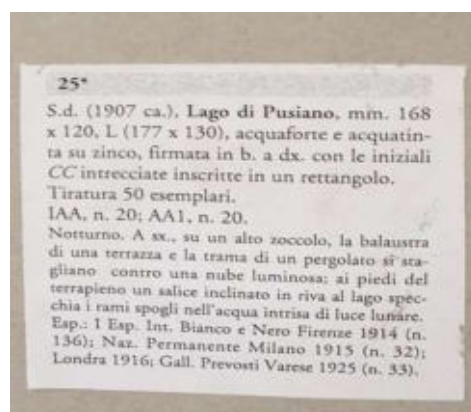 25*
S.d. (1907 ca.), Lago di Pusiano, mm. 168
x 120, L (177 x 130), acquaforte e acquatin-
ta su zinco, firmata in b. a dx. con le iniziali
CC intrecciate inscritte in un rettangolo.
Tiratura 50 esemplari.
IAA, n. 20; AA1, n. 20.
Notturno. A sx., su un alto zoccolo, la balaustra
di una terrazza e la trama di un pergolato si sta-
gliano contro una nube luminosa; ai piedi del
terrapieno un salice inclinato in riva al lago spec-
chia i rami spogli nell'acqua intrisa di luce lunare.
Esp.: I Esp. Int. Bianco e Nero Firenze 1914 (n.
136); Naz. Permanente Milano 1915 (n. 32);
Londra 1916; Gall. Prevosti Varese 1925 (n. 33).